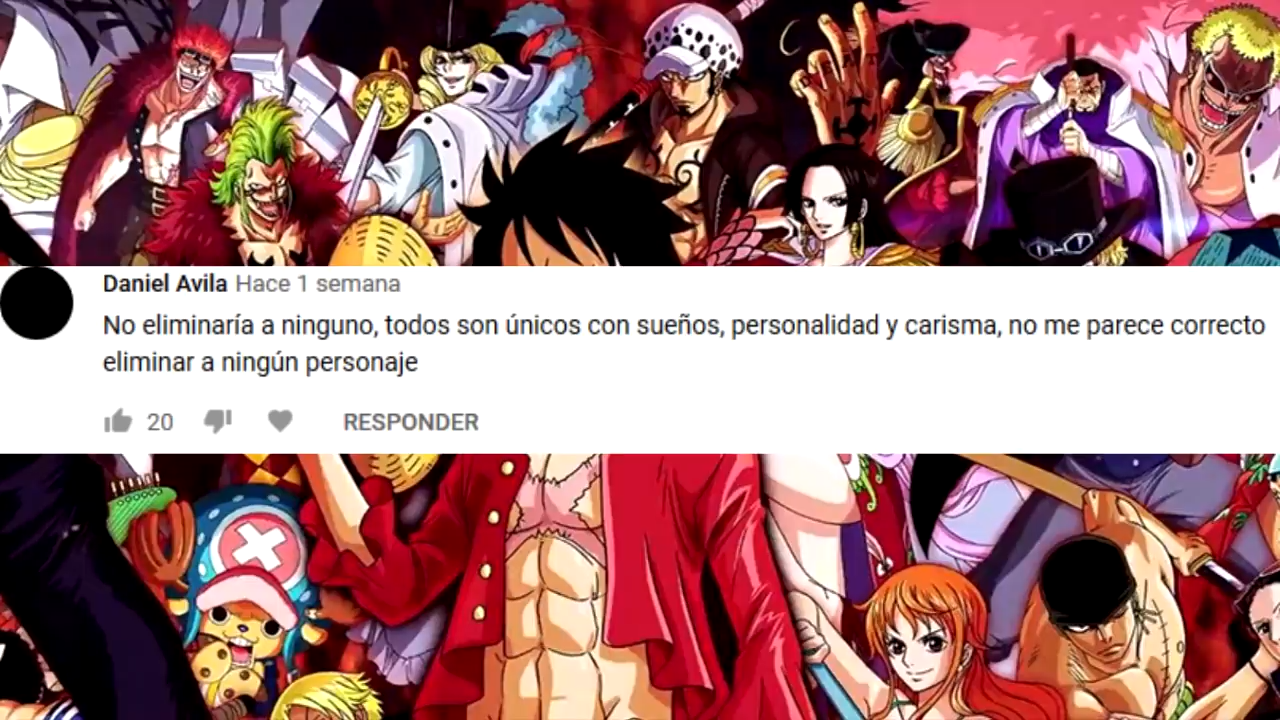 Daniel Avila Hace 1 semana
No eliminaría a ninguno, todos son únicos con sueños, personalidad y carisma, no me parece correcto
eliminar a ningún personaje
20 RESPONDER